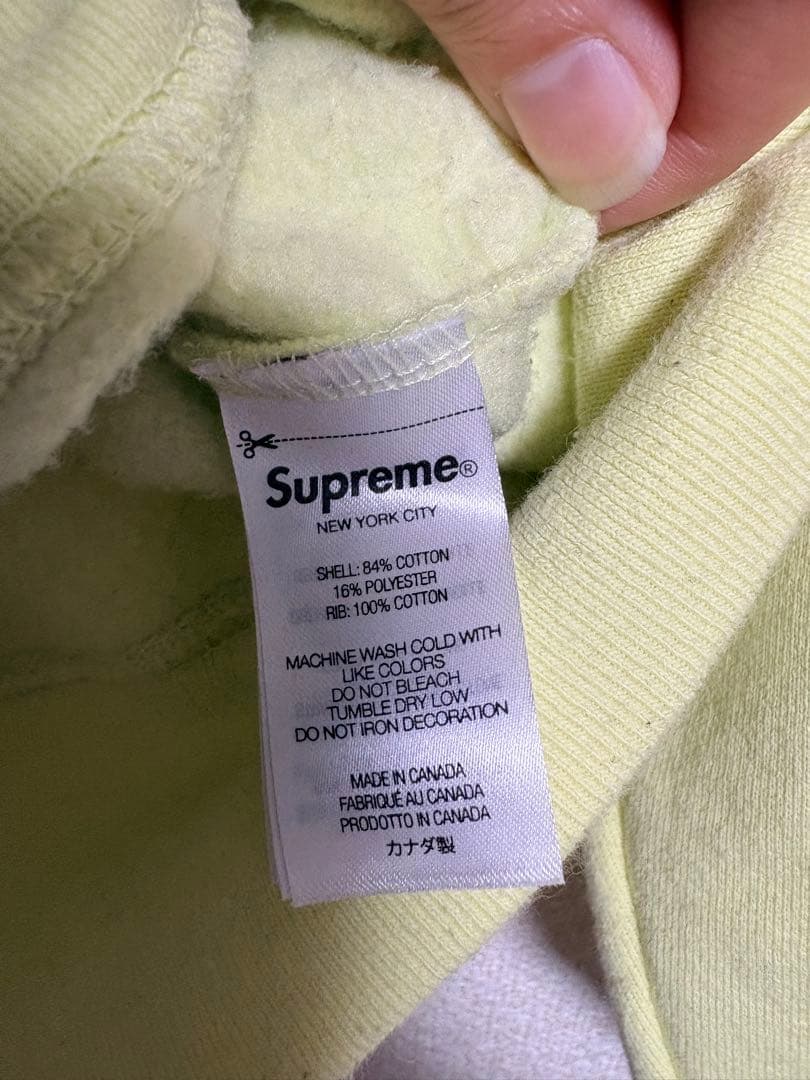 Supreme®
NEW YORK CITY
SHELL: 84% COTTON
16% POLYESTER
RIB: 100% COTTON
MACHINE WASH COLD WITH
LIKE COLORS
DO NOT BLEACH
TUMBLE DRY LOW
DO NOT IRON DECORATION
MADE IN CANADA
FABRIQUÉ AU CANADA
PRODOTTO IN CANADA
カナダ製